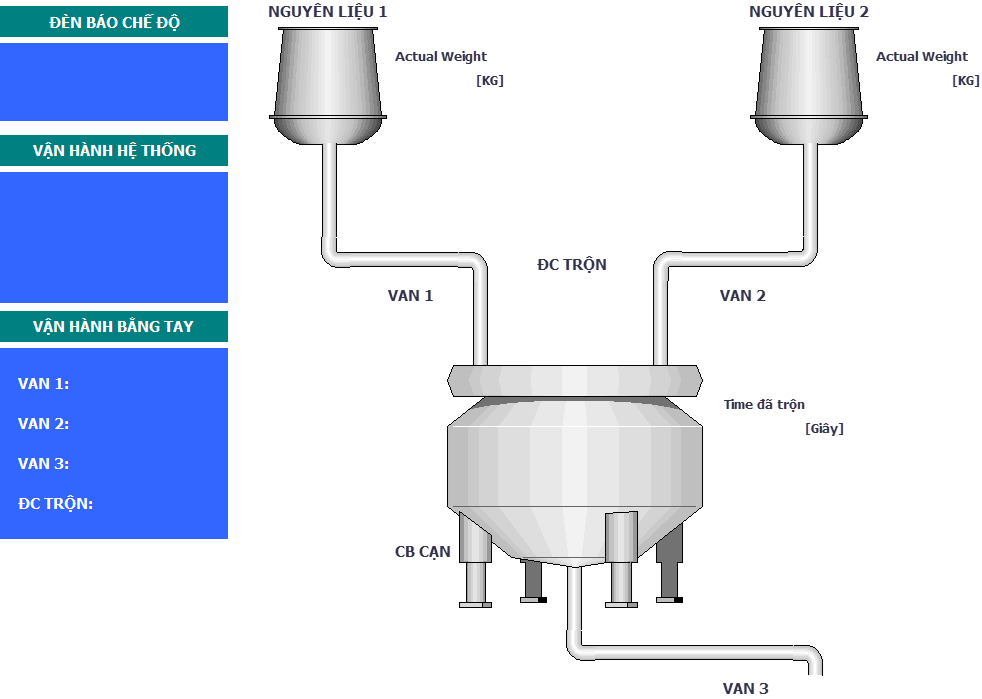 ĐÈN BÁO CHẾ ĐỘ
VẬN HÀNH HỆ THỐNG
VẬN HÀNH BẰNG TAY
VAN 1:
VAN 2:
VAN 3:
ĐC TRỘN:
NGUYÊN LIỆU 1
Actual Weight
[KG]
NGUYÊN LIỆU 2
Actual Weight
[KG]
ĐC TRỘN
VAN 1
VAN 2
Time đã trộn
[Giây]
CB CẠN
VAN 3